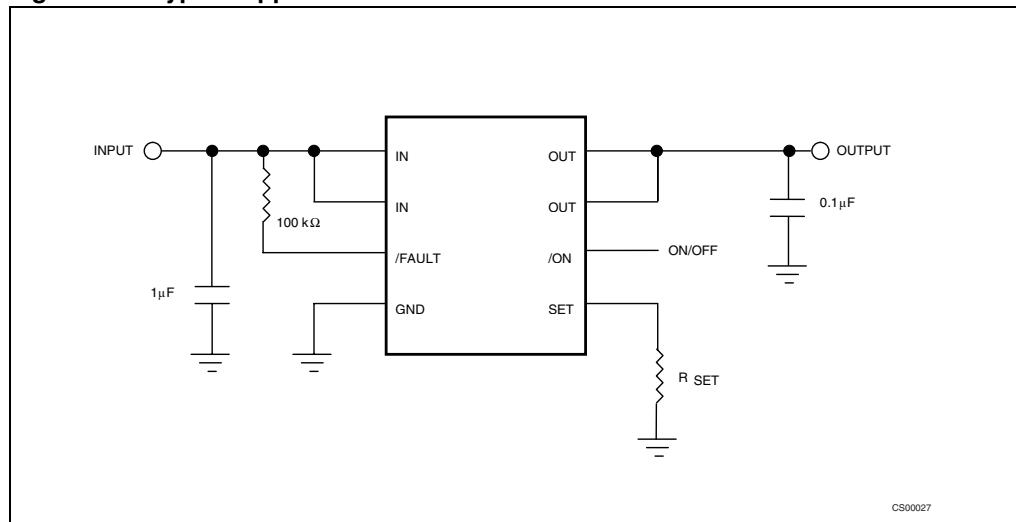 INPUT
IN
OUT
OUTPUT
IN
OUT
0.1µF
100 kΩ
/FAULT
/ON
ON/OFF
1µF
GND
SET
R SET
CS00027